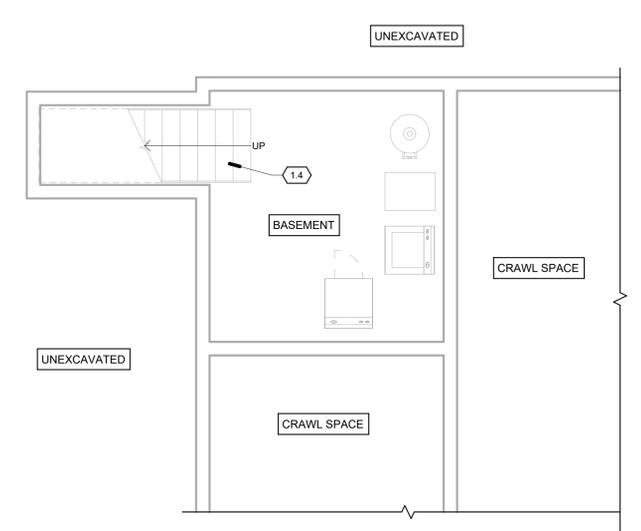 UNEXCAVATED
UP
1.4
BASEMENT
CRAWL SPACE
UNEXCAVATED
CRAWL SPACE